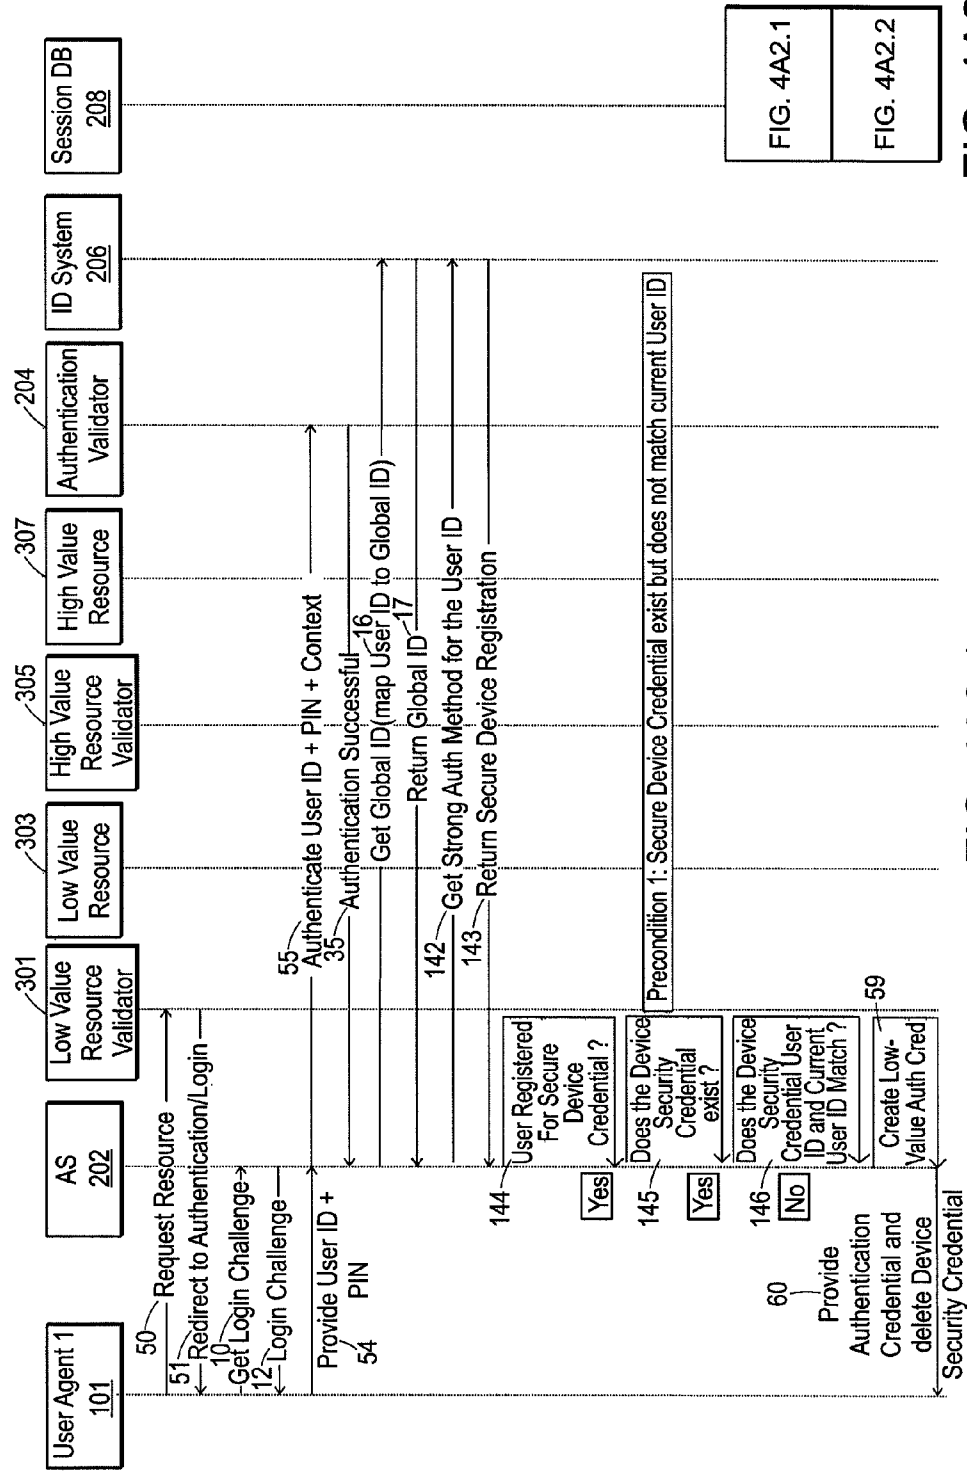 User Agent 1
101
AS
202
301
Low Value
Resource
Validator
303
Low Value
Resource
305
High Value
Resource
Validator
307
High Value
Resource
204
Authentication
Validator
ID System
206
Session DB
208
50
Request Resource
51
Redirect to Authentication/Login
10
Get Login Challenge
12
Login Challenge
Provide User ID +
PIN
54
55
Authenticate User ID + PIN + Context
35
Authentication Successful
16
Get Global ID(map User ID to Global ID)
17
Return Global ID
142
Get Strong Auth Method for the User ID
143
Return Secure Device Registration
144
User Registered
For Secure
Device
Credential ?
Yes
145
Does the Device
Security
Credential
exist ?
Yes
Precondition 1: Secure Device Credential exist but does not match current User ID
146
Does the Device
Security
Credential User
ID and Current
User ID Match ?
No
59
Create Low-
Value Auth Cred
60
Provide
Authentication
Credential and
delete Device
Security Credential
FIG. 4A2.1
FIG. 4A2.2